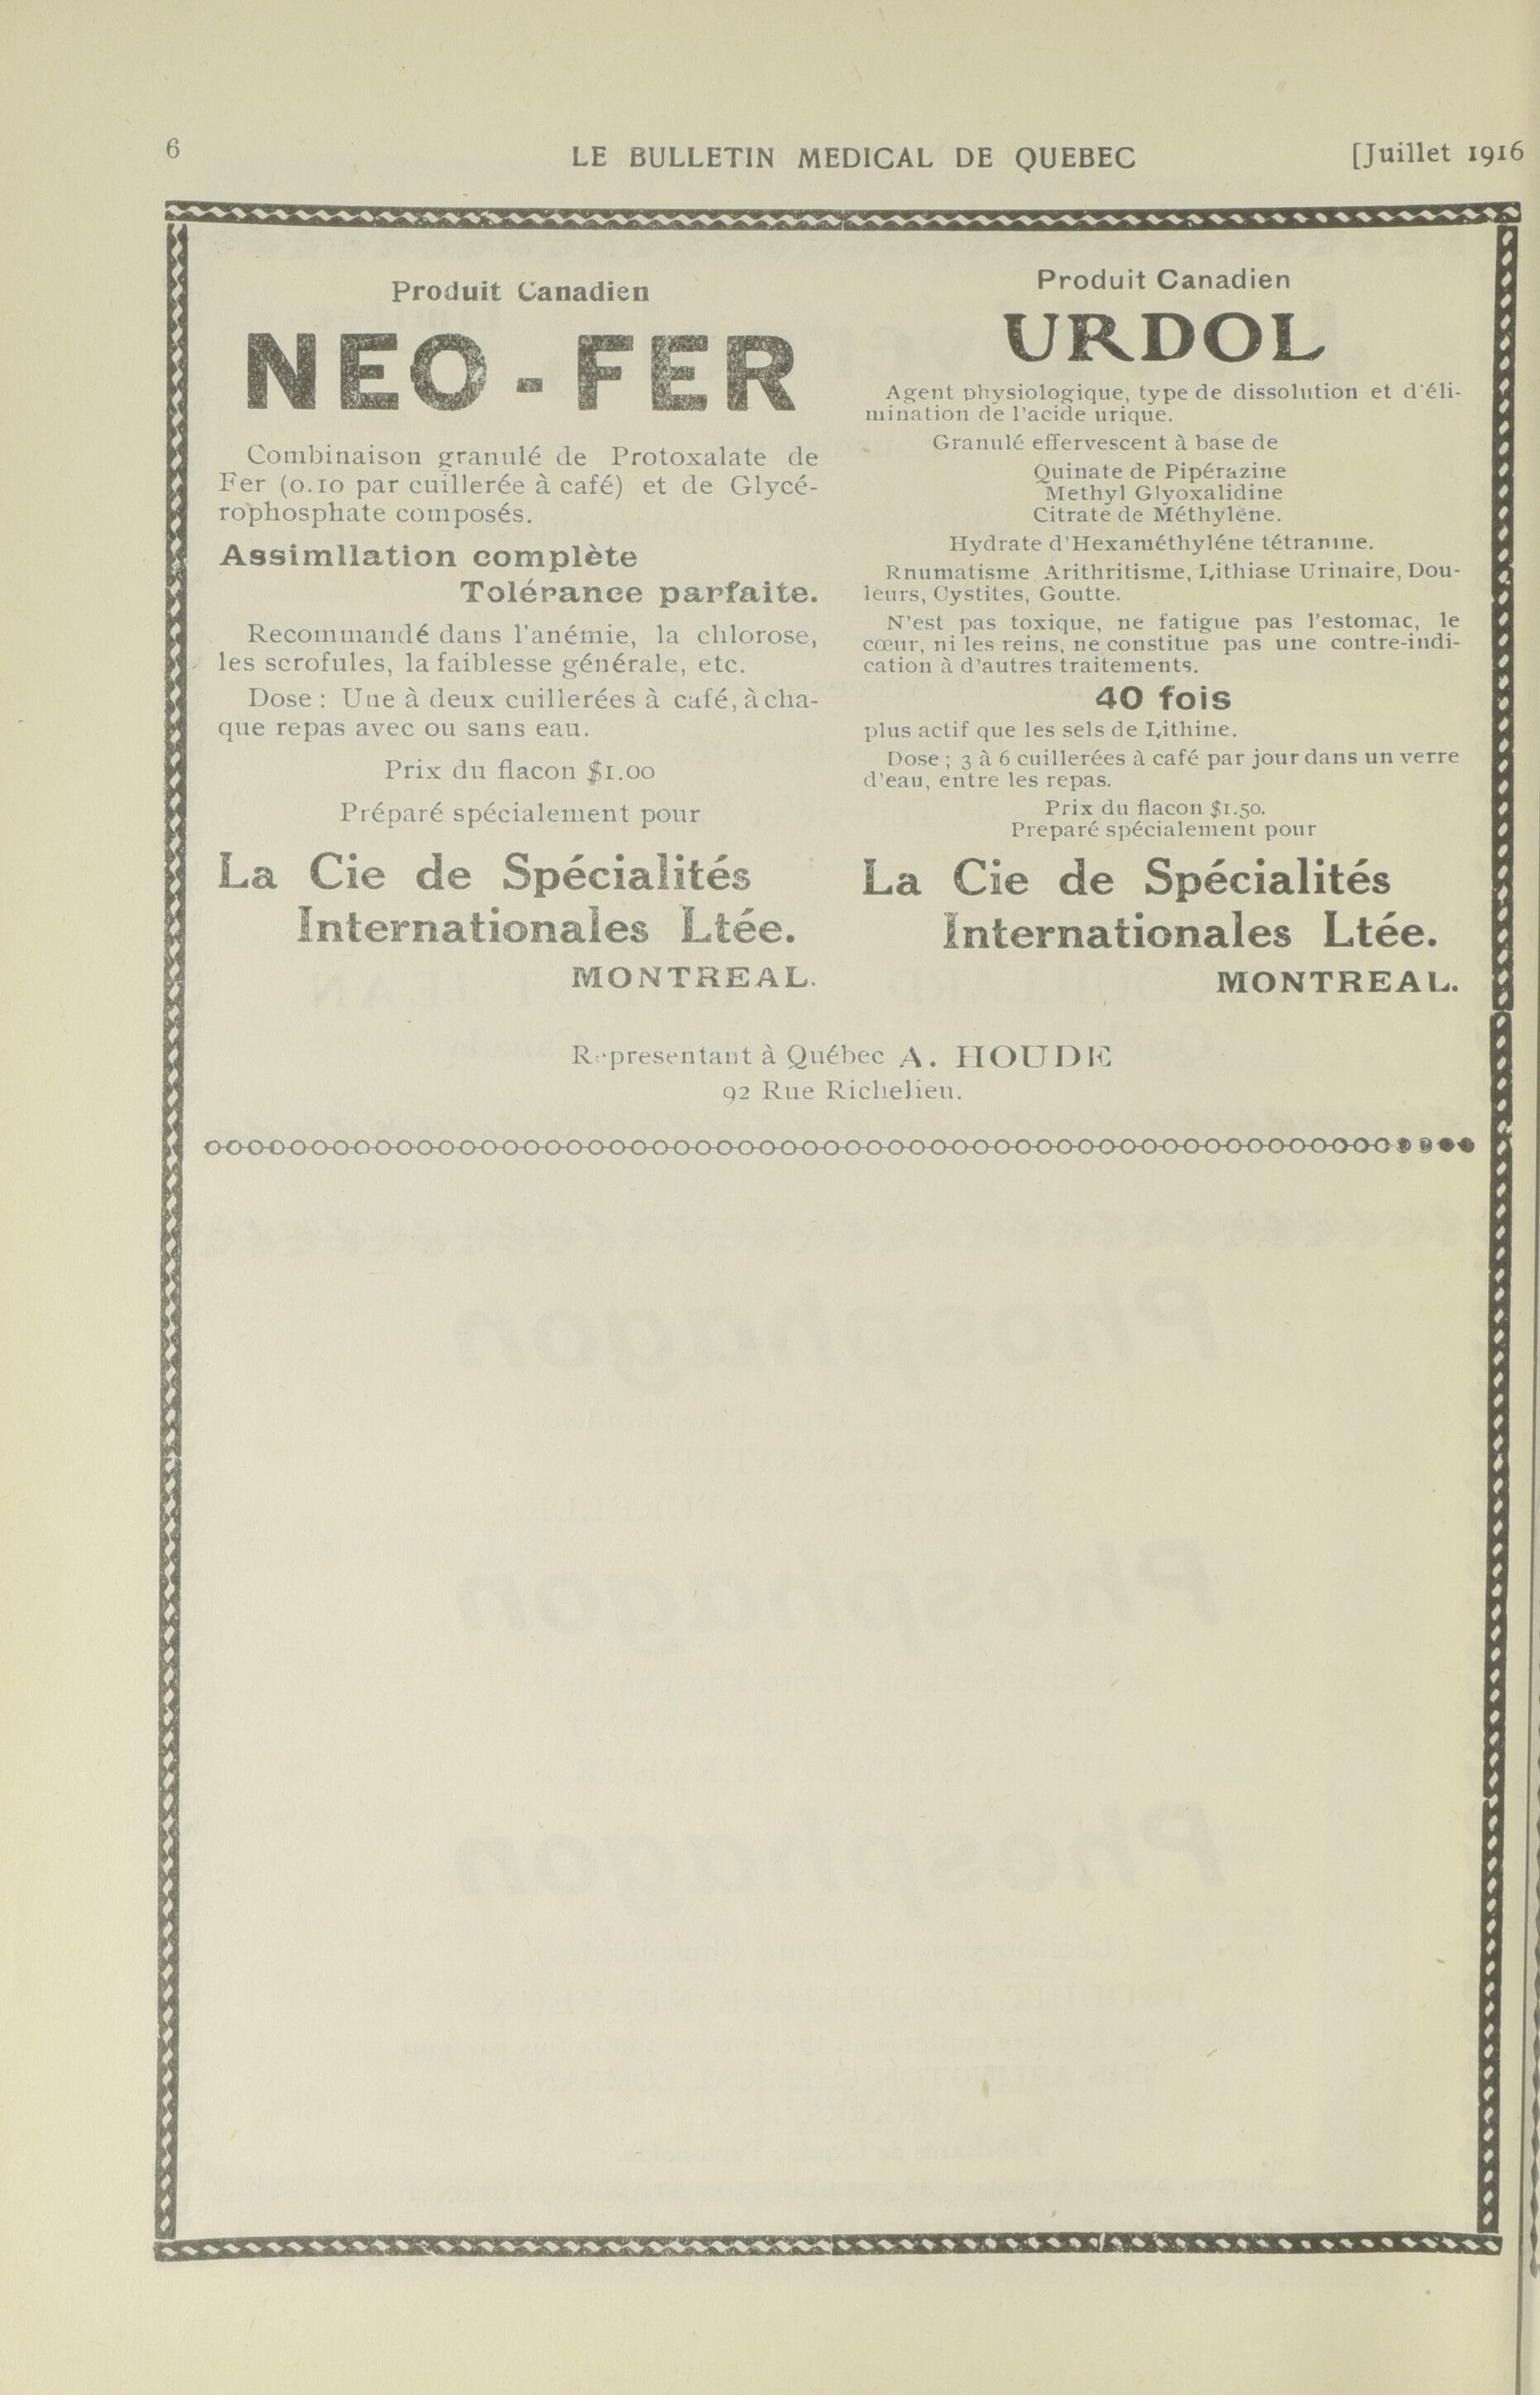 6
LE BULLETIN MEDICAL DE QUEBEC
[Juillet 1916
Produit Canadien
NEO - FER
Combinaison granulé de Protoxalate de
Fer (0.10 par cuillerée à café) et de Glycé-
rophosphate composés.
Assimilation complète
Tolérance parfaite.
Recommandé dans l'anémie, la chlorose,
les scrofules, la faiblesse générale, etc.
Dose : Une à deux cuillerées à café, à cha-
que repas avec ou sans eau.
Prix du flacon $1.00
Préparé spécialement pour
La Cie de Spécialités
Internationales Ltée.
MONTREAL.
Produit Canadien
URDOL
Agent physiologique, type de dissolution et d'éli-
mination de l'acide urique.
Granulé effervescent à base de
Quinate de Pipérazine
Methyl Glyoxalidine
Citrate de Méthylène.
Hydrate d'Hexaméthyléne tétramine.
Rnumatisme Arithritisme, Lithiase Urinaire, Dou-
leurs, Cystites, Goutte.
N'est pas toxique, ne fatigue pas l'estomac, le
cœur, ni les reins, ne constitue pas une contre-indi-
cation à d'autres traitements.
40 fois
plus actif que les sels de Lithine.
Dose ; 3 à 6 cuillerées à café par jour dans un verre
d'eau, entre les repas.
Prix du flacon $1.50.
Preparé spécialement pour
La Cie de Spécialités
Internationales Ltée.
MONTREAL.
Representant à Québec A. HOUDE
92 Rue Richelieu.